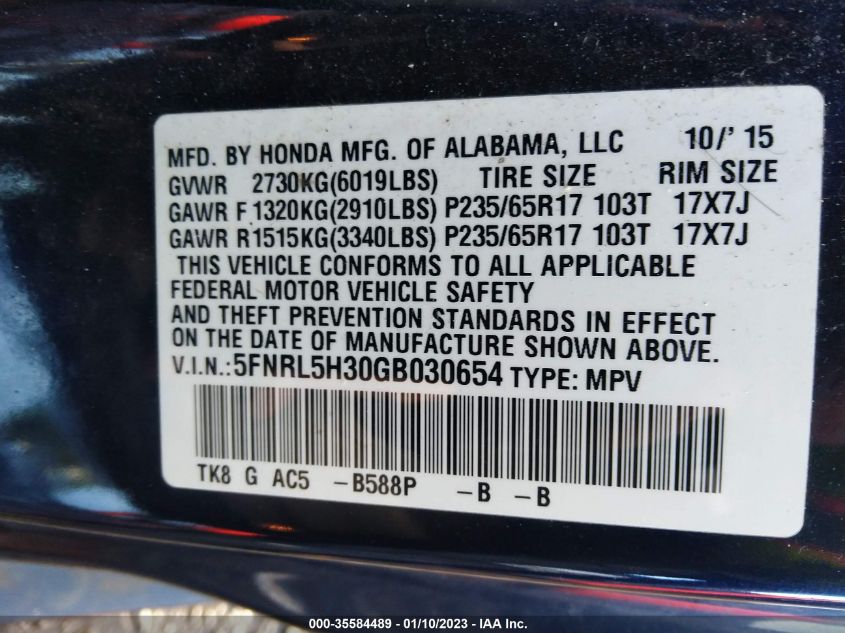 MFD. BY HONDA MFG. OF ALABAMA, LLC 10/' 15
GVWR 2730KG(6019LBS) TIRE SIZE RIM SIZE
GAWR F 1320KG(2910LBS) P235/65R17 103T 17X7J
GAWR R1515KG(3340LBS) P235/65R17 103T 17X7J
THIS VEHICLE CONFORMS TO ALL APPLICABLE
FEDERAL MOTOR VEHICLE SAFETY
AND THEFT PREVENTION STANDARDS IN EFFECT
ON THE DATE OF MANUFACTURE SHOWN ABOVE.
V.I.N.:5FNRL5H30GB030654 TYPE: MPV
TK8 G AC5 -B588P -B -B
000-35584489 - 01/10/2023 - IAA Inc.